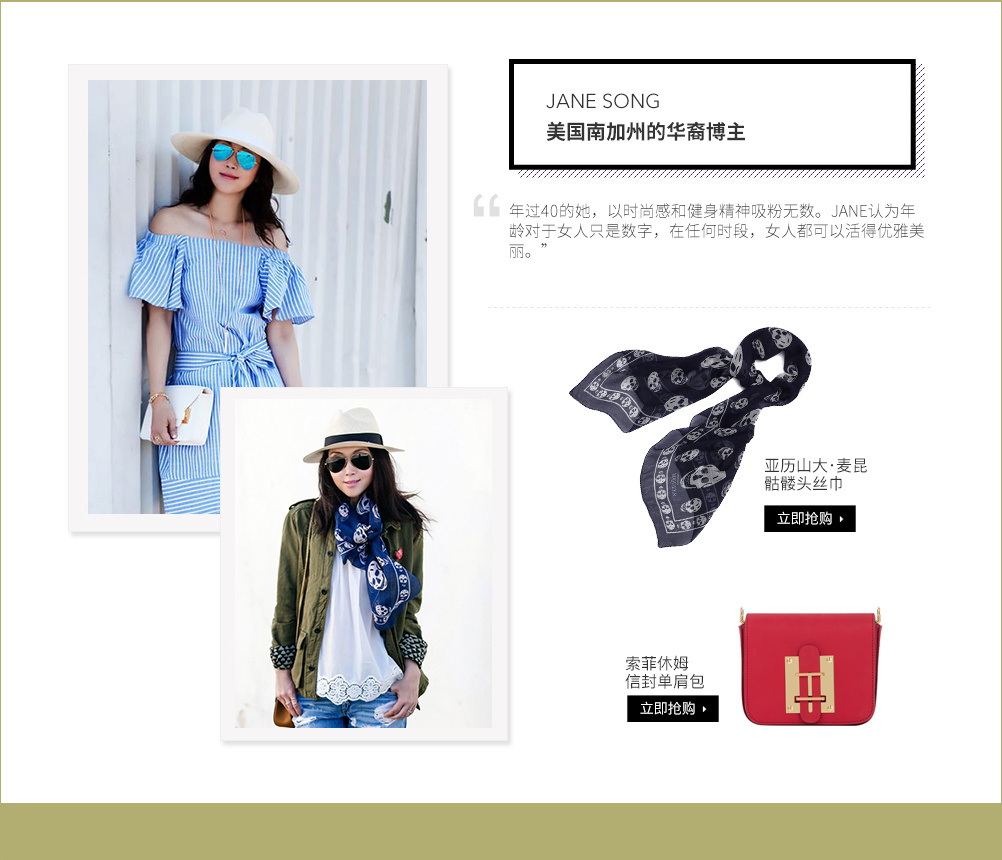 JANE SONG
美国南加州的华裔博主
“年过40的她，以时尚感和健身精神吸粉无数。JANE认为年
龄对于女人只是数字，在任何时段，女人都可以活得优雅美
丽。”
亚历山大·麦昆
骷髅头丝巾
立即抢购
索菲休姆
信封单肩包
立即抢购